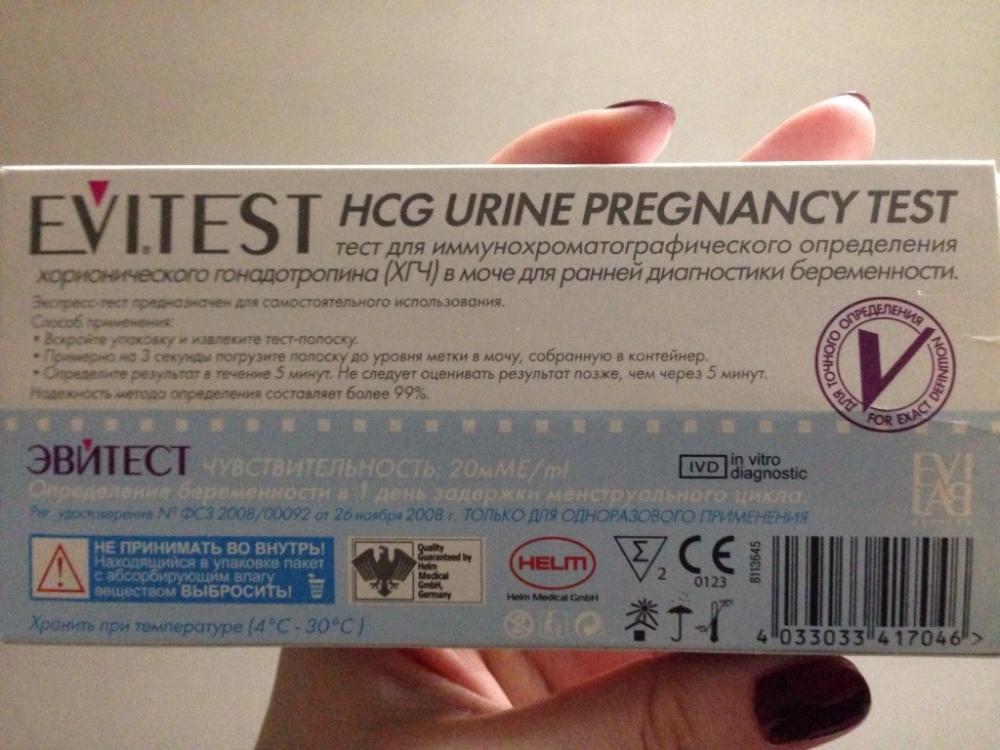 EVITEST HCG URINE PREGNANCY TEST
тест для иммунохроматографического определения
хорионического гонадотропина (ХГЧ) в моче для ранней диагностики беременности.
Экспресс-тест предназначен для самостоятельного использования.
Способ применения:
• Вскройте упаковку и извлеките тест-полоску.
• Примерно на 3 секунды погрузите полоску до уровня метки в мочу, собранную в контейнер.
• Определите результат в течение 5 минут. Не следует оценивать результат позже, чем через 5 минут.
Надежность метода определения составляет более 99%.
ДЛЯ ТОЧНОГО ОПРЕДЕЛЕНИЯ
FOR EXACT DEFINITION
ЭВИТЕСТ ЧУВСТВИТЕЛЬНОСТЬ: 20мМЕ/ml
IVD in vitro
diagnostic
EVI
LAB
Определение беременности в 1 день задержки менструального цикла.
Рег. удостоверение № ФСЗ 2008/00092 от 26 ноября 2008 г. ТОЛЬКО ДЛЯ ОДНОРАЗОВОГО ПРИМЕНЕНИЯ
НЕ ПРИНИМАТЬ ВО ВНУТРЬ!
Находящийся в упаковке пакет
с абсорбирующим влагу
веществом ВЫБРОСИТЬ!
Quality
Guaranteed by
Helm
Medical
GmbH,
Germany
HELM
Helm Medical GmbH
Σ 2
CE
0123
8113645
Хранить при температуре (4°C - 30°C)
4 033033 417046 >